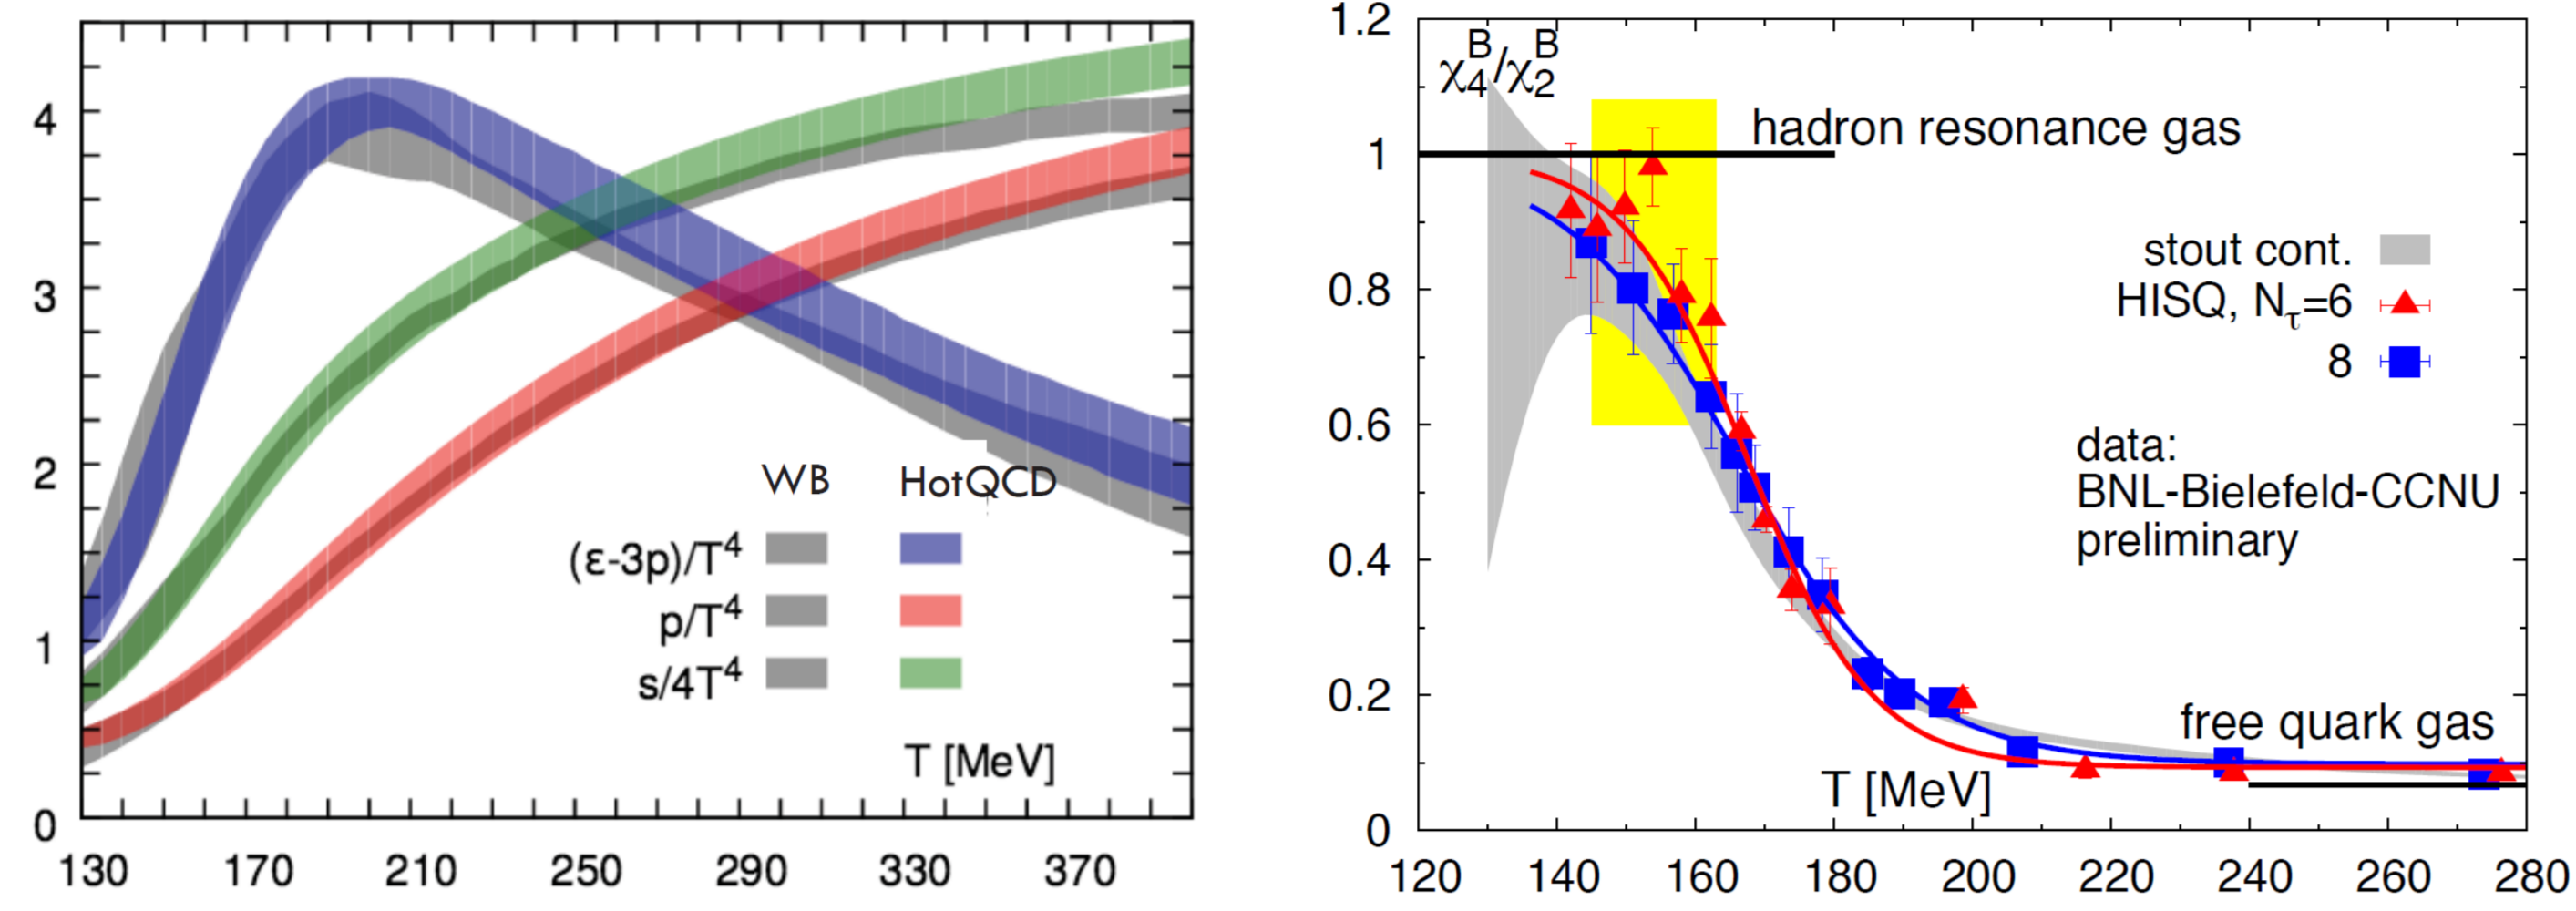 4
3
2
1
0
130 170 210 250 290 330 370
WB HotQCD
(ε-3p)/T⁴
p/T⁴
s/4T⁴
T [MeV]
1.2
1
0.8
0.6
0.4
0.2
0
χ₄ᴮ/χ₂ᴮ
hadron resonance gas
stout cont.
HISQ, Nτ=6
8
data:
BNL-Bielefeld-CCNU
preliminary
free quark gas
T [MeV]
120 140 160 180 200 220 240 260 280